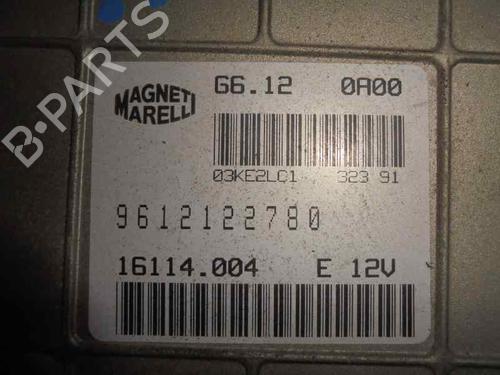 B-PARTS
MAGNETI
MARELLI
G6.12 0A00
03KE2LC1 323 91
9612122780
16114.004 E 12V